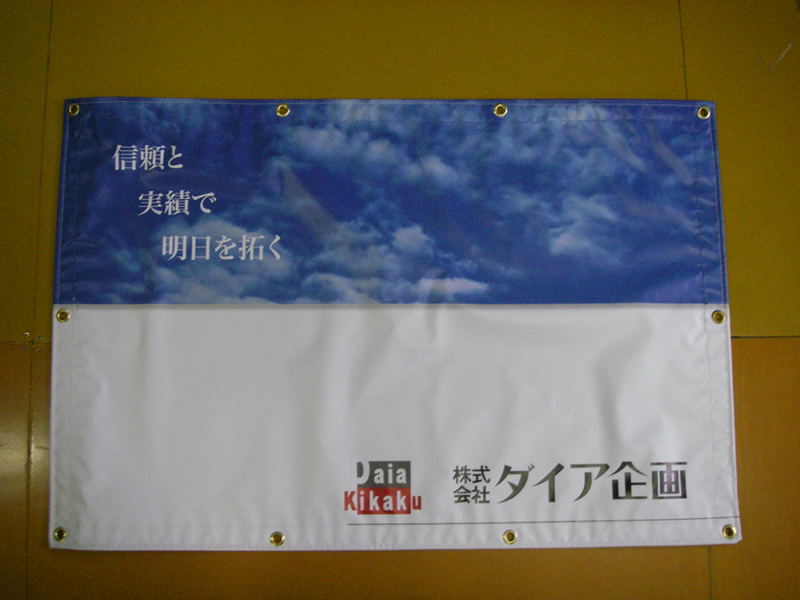 信頼と
実績で
明日を拓く
Daia
Kikaku
株式
会社
ダイア企画